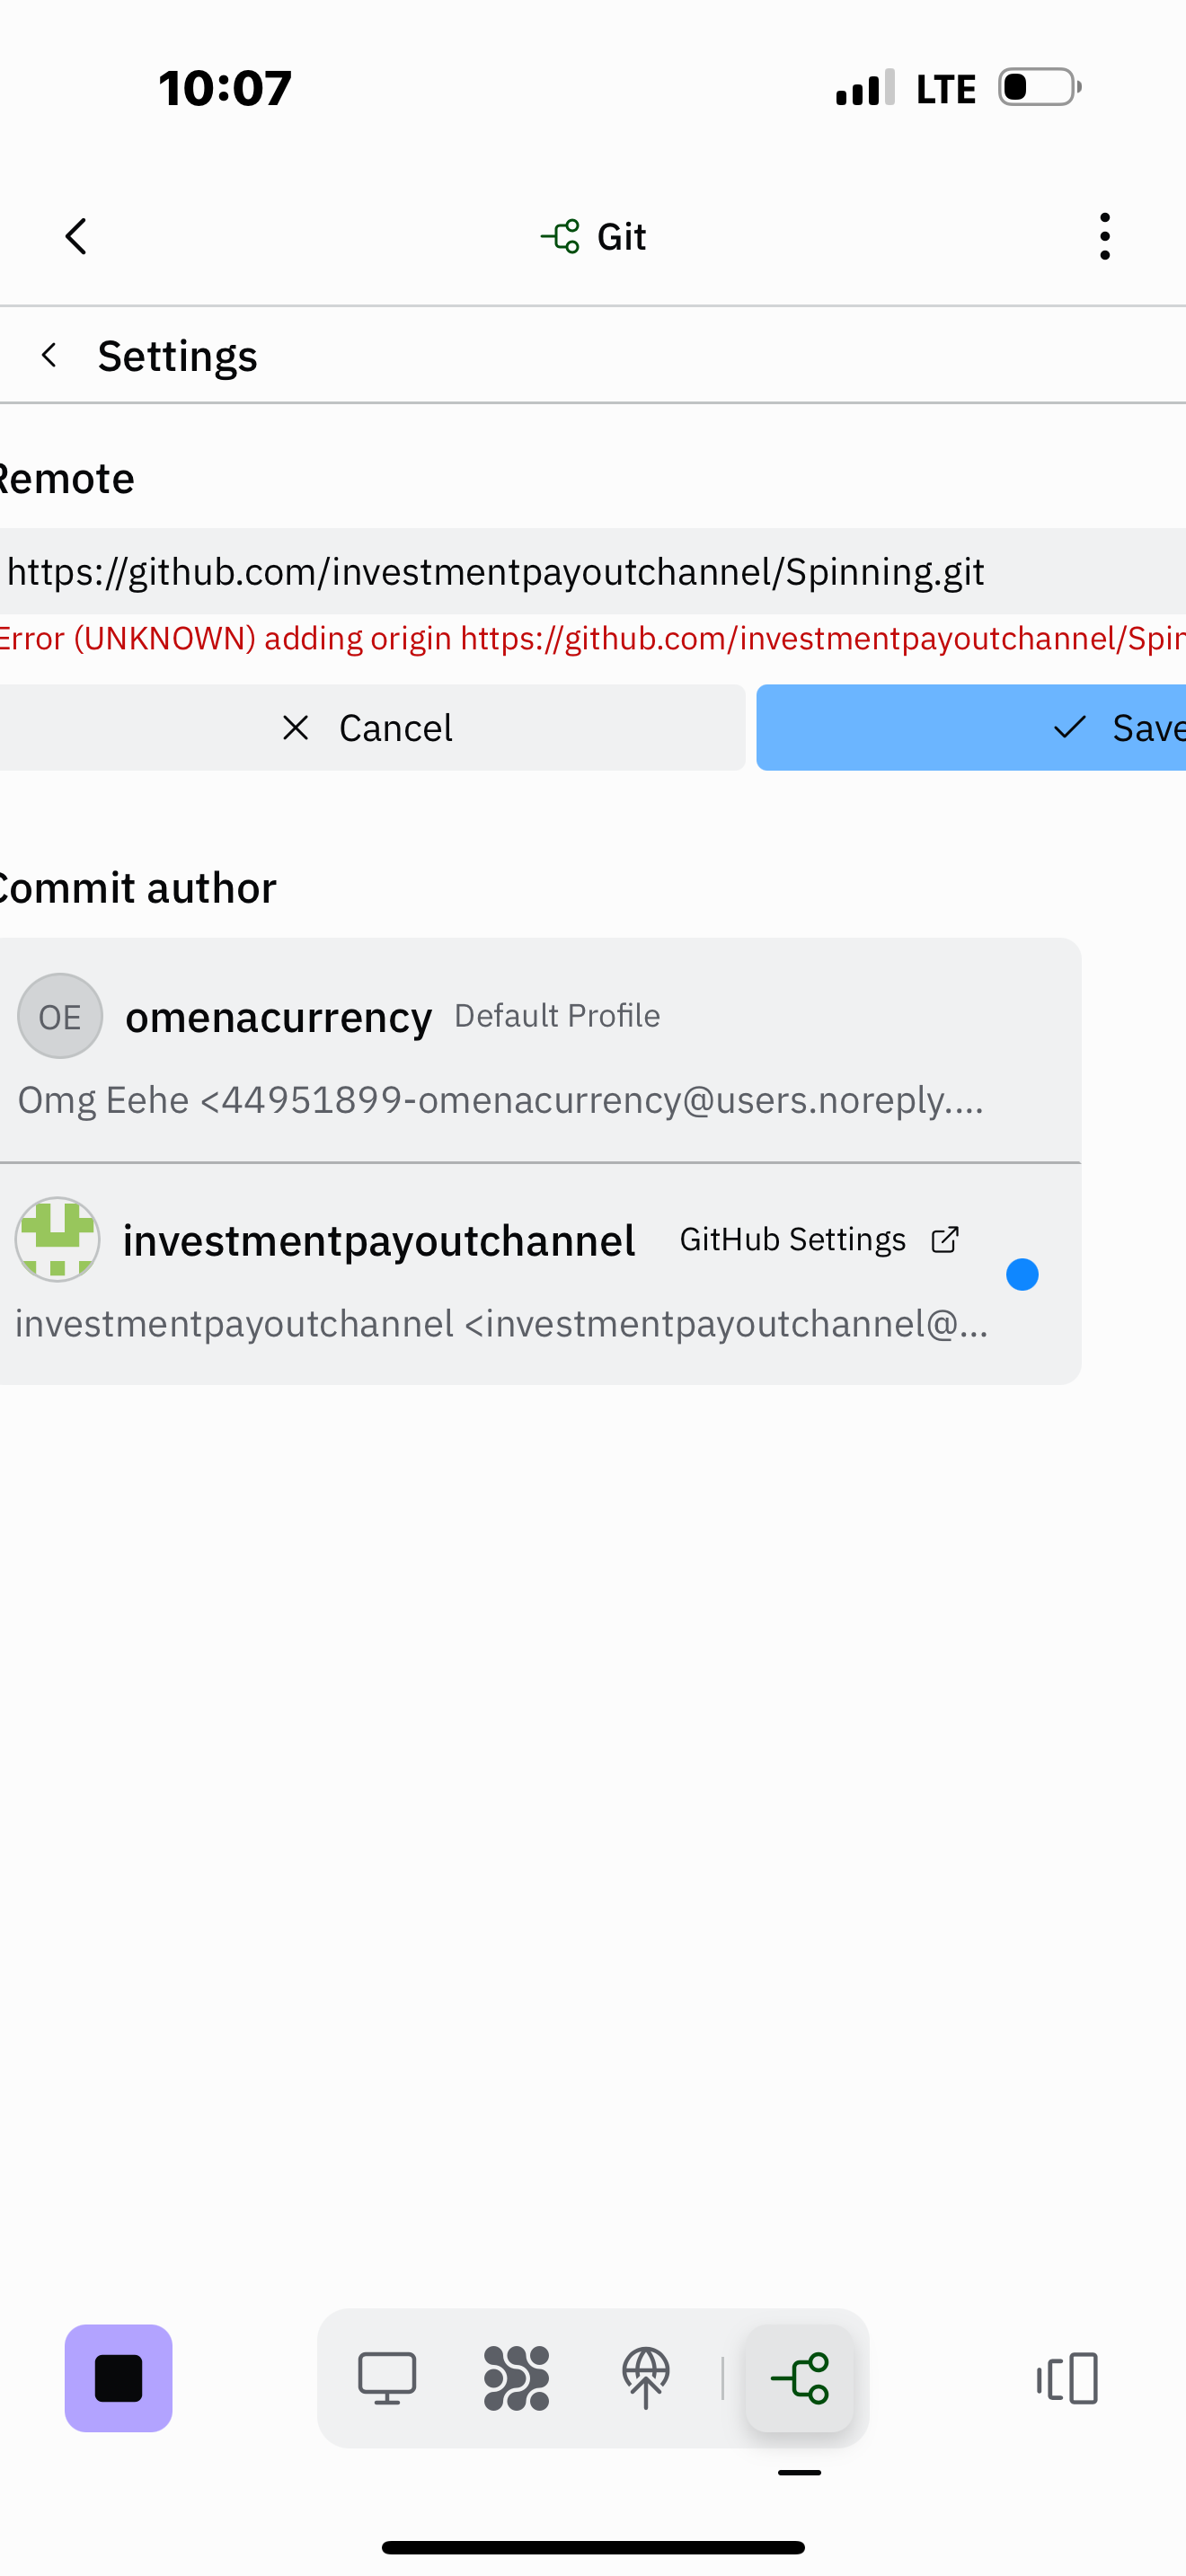 10:07
LTE
Git
Settings
Remote
https://github.com/investmentpayoutchannel/Spinning.git
Error (UNKNOWN) adding origin https://github.com/investmentpayoutchannel/Spin
Cancel
Save
Commit author
OE omenacurrency Default Profile
Omg Eehe <44951899-omenacurrency@users.noreply....
investmentpayoutchannel GitHub Settings
investmentpayoutchannel <investmentpayoutchannel@...